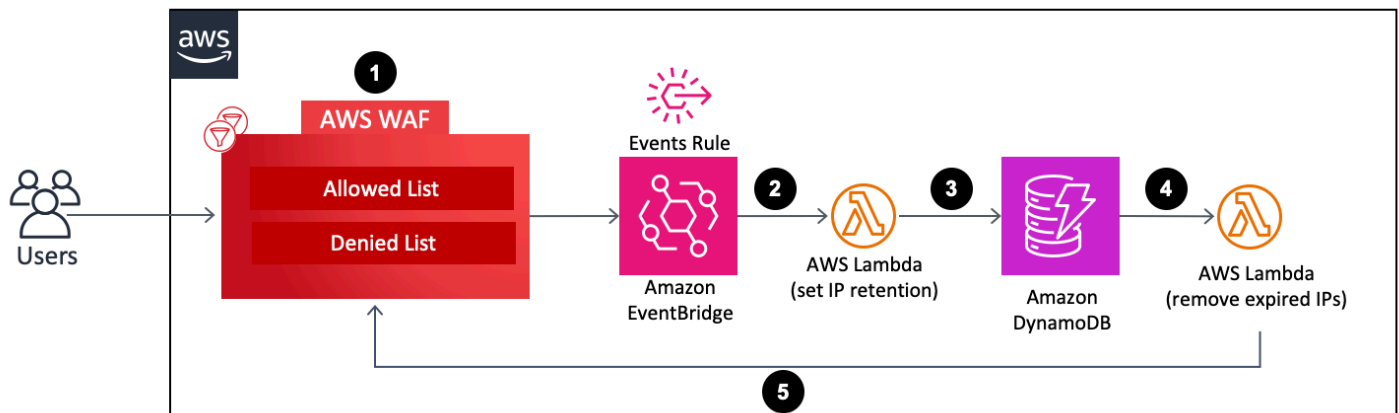 aws
1
AWS WAF
Allowed List
Denied List
Users
Events Rule
Amazon
EventBridge
2
AWS Lambda
(set IP retention)
3
Amazon
DynamoDB
4
AWS Lambda
(remove expired IPs)
5